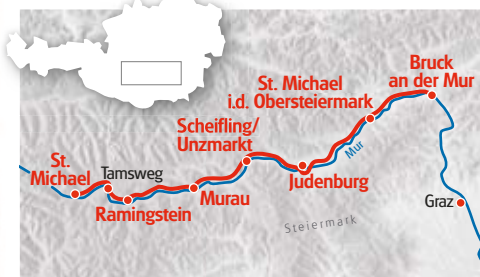 Bruck
an der Mur
St. Michael
i.d. Obersteiermark
Scheifling/
Unzmarkt
Mur
St.
Michael
Tamsweg
Judenburg
Murau
Ramingstein
Graz
Steiermark